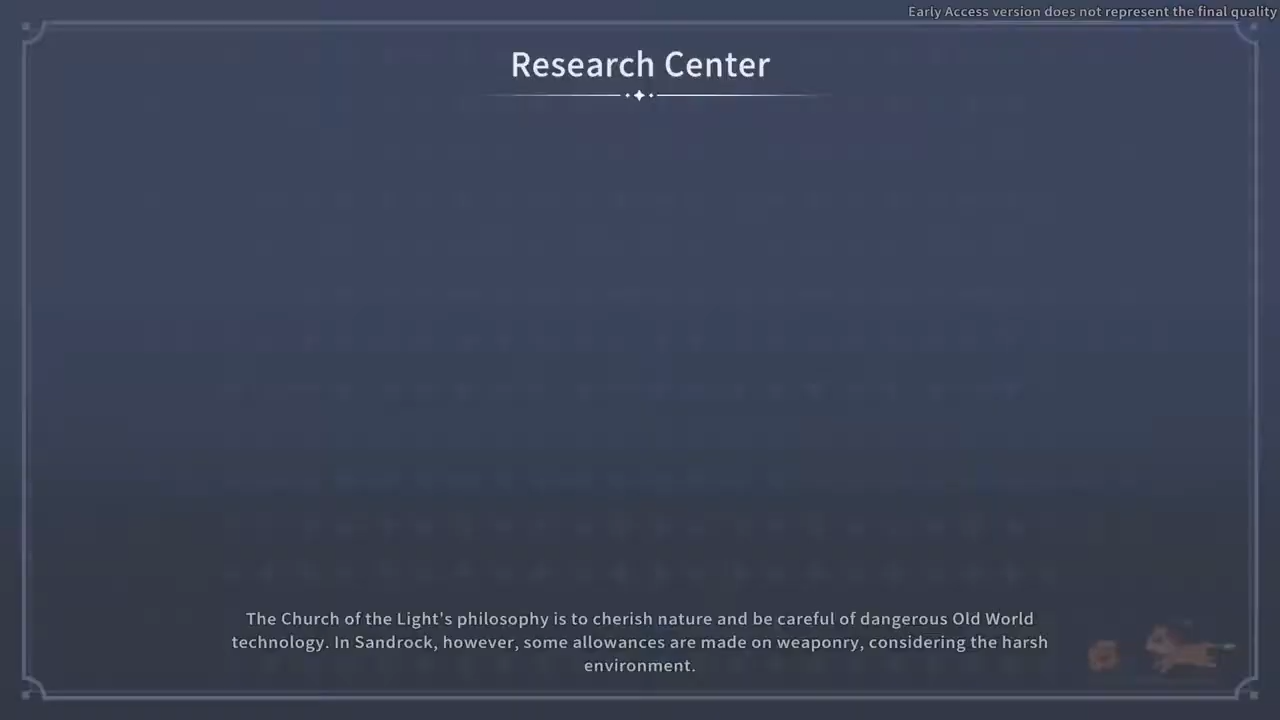 Early Access version does not represent the final quality
Research Center
The Church of the Light's philosophy is to cherish nature and be careful of dangerous Old World
technology. In Sandrock, however, some allowances are made on weaponry, considering the harsh
environment.